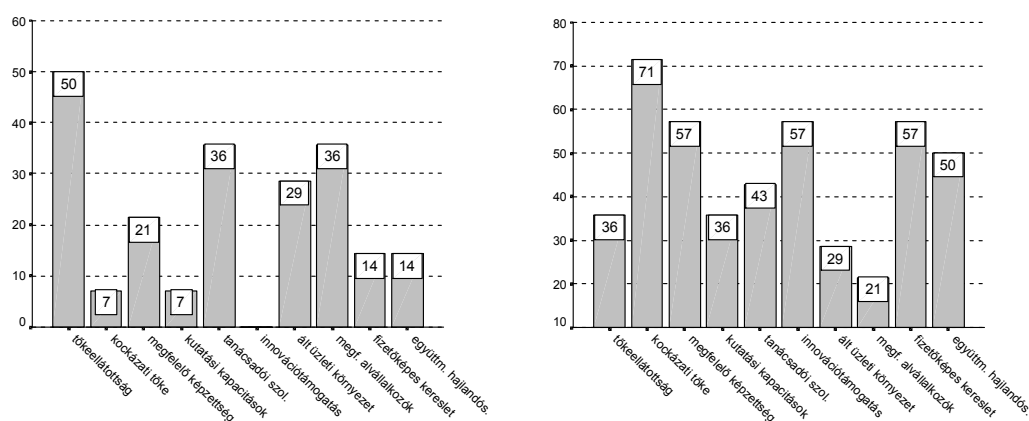 60
50
40
30
20
10
0
50
7
21
7
36
29
36
14
14
tőkeellátottság
kockázati tőke
megfelelő képzettség
kutatási kapacitások
tanácsadói szol.
innovációtámogatás
ált üzleti környezet
megf. alvállalkozók
fizetőképes kereslet
együttm. hajlandós.
80
70
60
50
40
30
20
10
36
71
57
36
43
57
29
21
57
50
tőkeellátottság
kockázati tőke
megfelelő képzettség
kutatási kapacitások
tanácsadói szol.
innovációtámogatás
ált üzleti környezet
megf. alvállalkozók
fizetőképes kereslet
együttm. hajlandós.